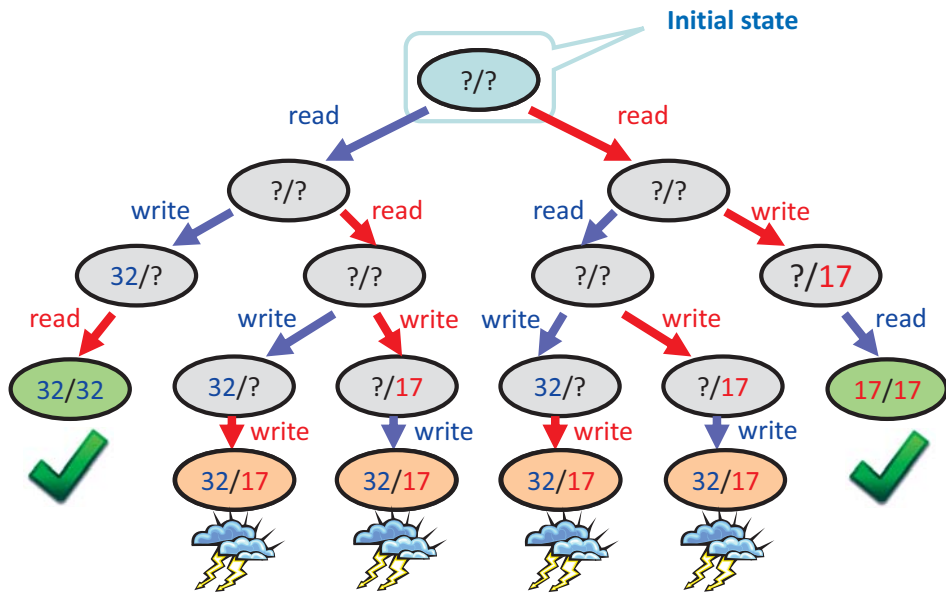 Initial state
?/?
read read
?/? ?/?
write read read write
32/? ?/? ?/? ?/17
read write write write write read
32/32 32/? ?/17 32/? ?/17 17/17
write write write write
32/17 32/17 32/17 32/17